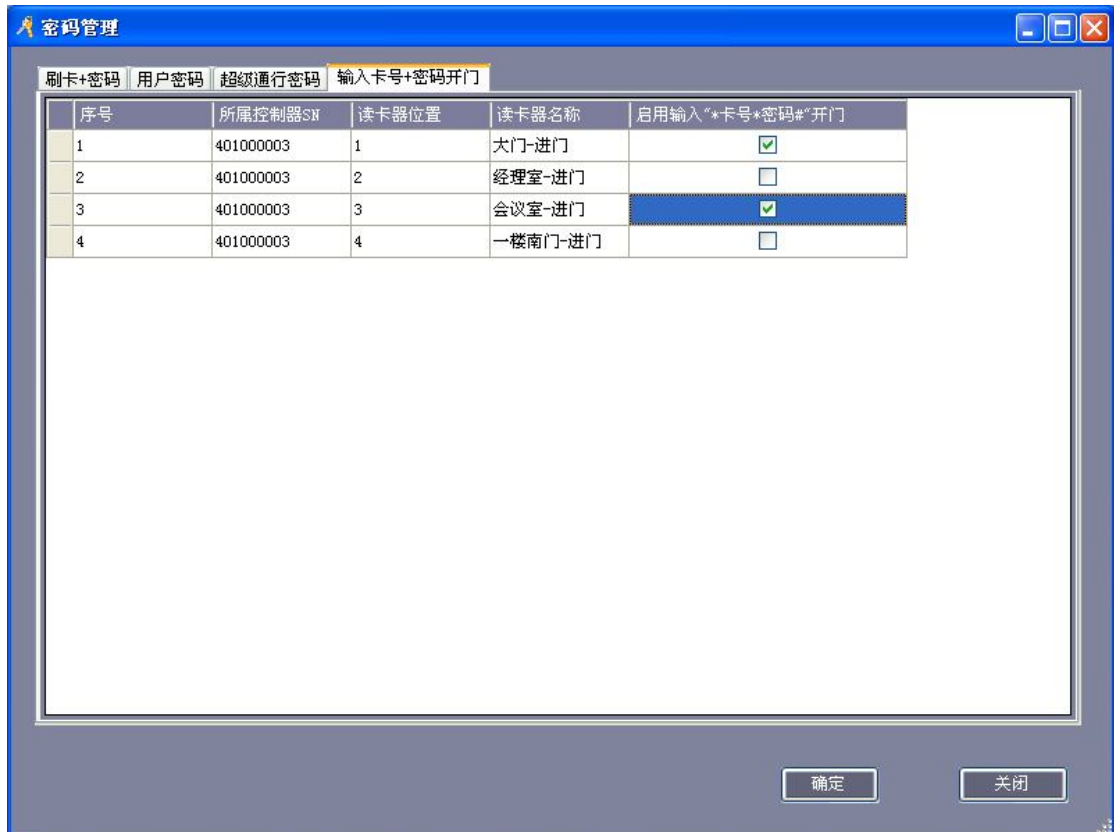 密码管理
刷卡+密码 用户密码 超级通行密码 输入卡号+密码开门
序号 所属控制器SN 读卡器位置 读卡器名称 启用输入“*卡号*密码#“开门
1 401000003 1 大门-进门
2 401000003 2 经理室-进门
3 401000003 3 会议室-进门
4 401000003 4 一楼南门-进门
确定 关闭